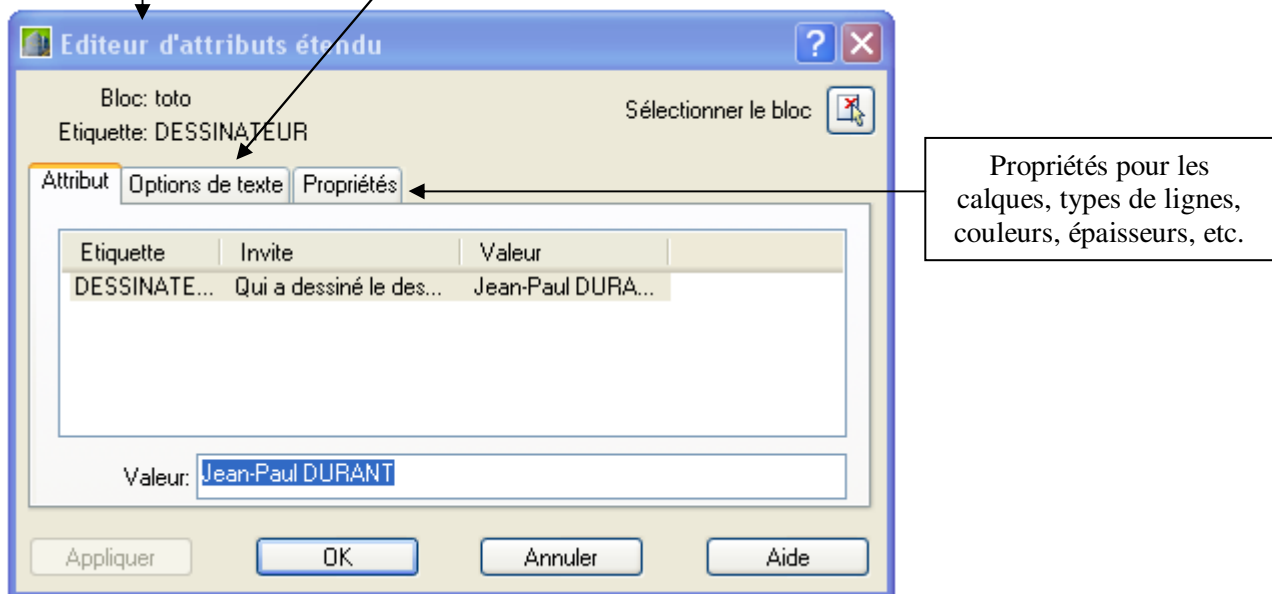 Editeur d'attributs étendu
Bloc: toto
Sélectionner le bloc
Etiquette: DESSINATEUR
Attribut Options de texte Propriétés
Propriétés pour les
calques, types de lignes,
couleurs, épaisseurs, etc.
Etiquette Invite Valeur
DESSINATE... Qui a dessiné le des... Jean-Paul DURA...
Valeur: Jean-Paul DURANT
Appliquer OK Annuler Aide